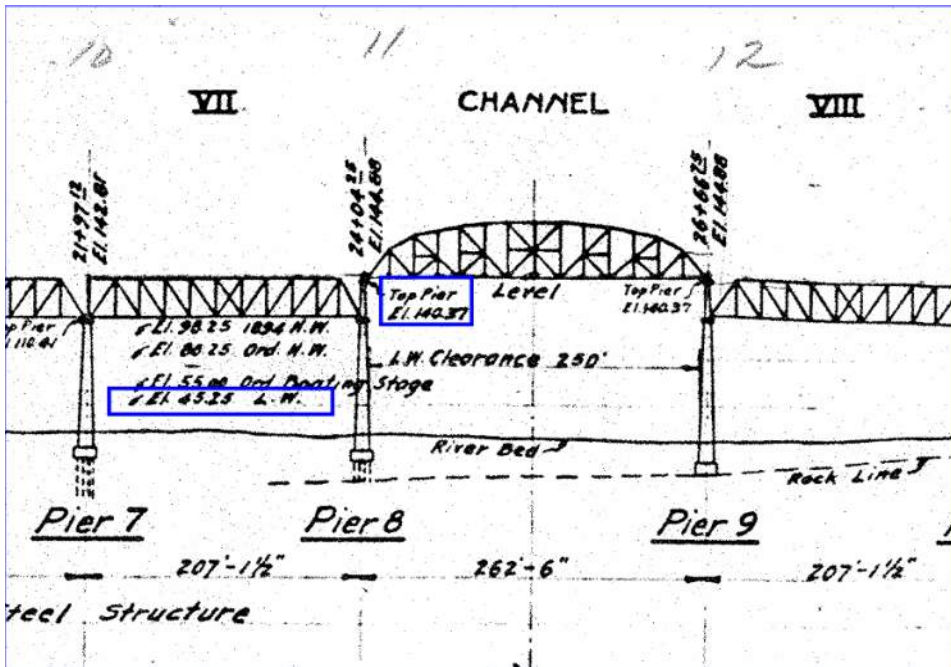 10 11 12
VII CHANNEL VIII
21+97.12
El. 142.81
24+04.25
El. 144.88
26+66.25
El. 144.88
Top Pier
El. 140.37
Level
Top Pier
El. 140.37
Pier
El. 98.25 1894 H.W.
El. 88.25 Ord. H.W.
L.W. Clearance 250'
El. 55.00 Ord Boating Stage
El. 45.25 L.W.
River Bed
Rock Line
Pier 7 Pier 8 Pier 9
207'-1½" 262'-6" 207'-1½"
Steel Structure